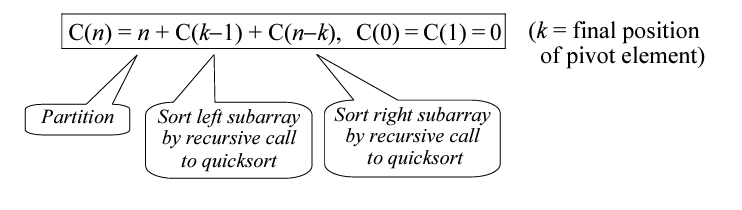 C(n) = n + C(k–1) + C(n–k),  C(0) = C(1) = 0
(k = final position
of pivot element)
Partition
Sort left subarray
by recursive call
to quicksort
Sort right subarray
by recursive call
to quicksort